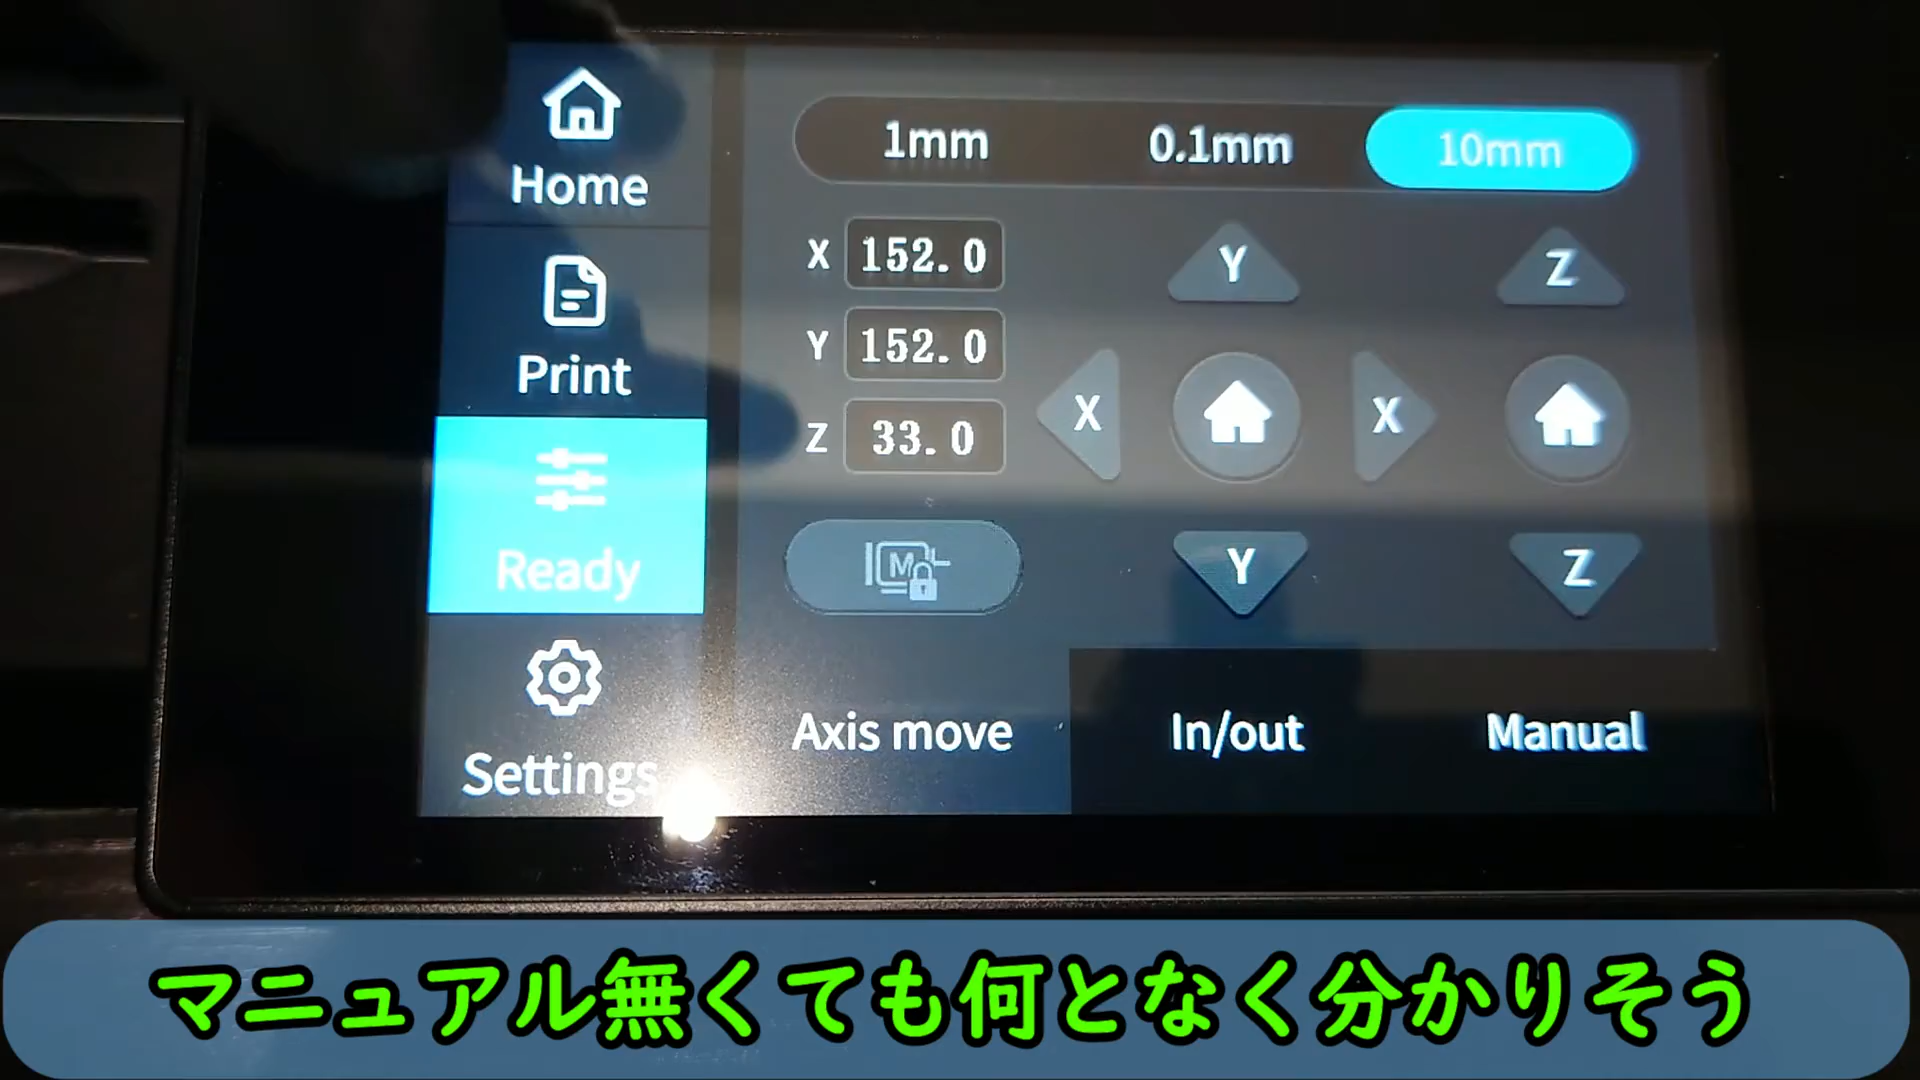 Home
Print
Ready
Settings
1mm 0.1mm 10mm
X 152.0
Y 152.0
Z 33.0
Y
Z
X
X
M
Y
Z
Axis move In/out Manual
マニュアル無くても何となく分かりそう